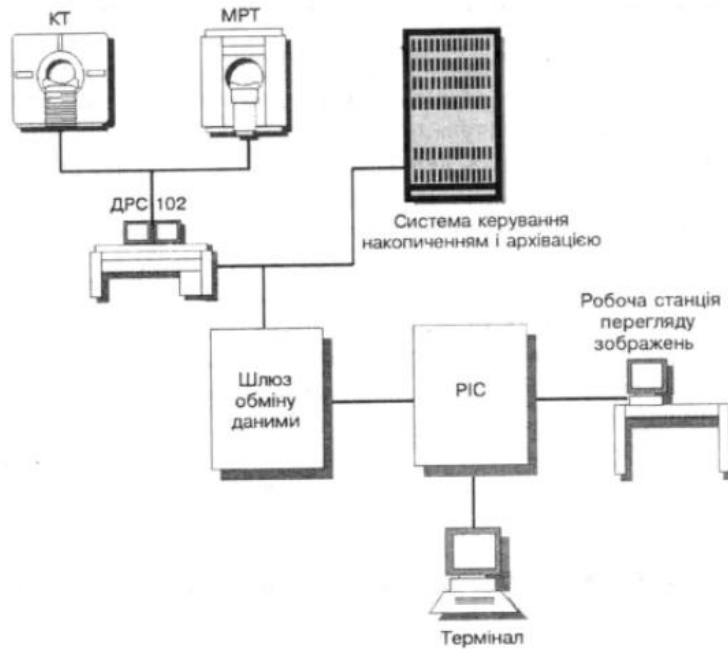 КТ
МРТ
ДРС 102
Система керування
накопиченням і архівацією
Робоча станція
перегляду
зображень
Шлюз
обміну
даними
РІС
Термінал